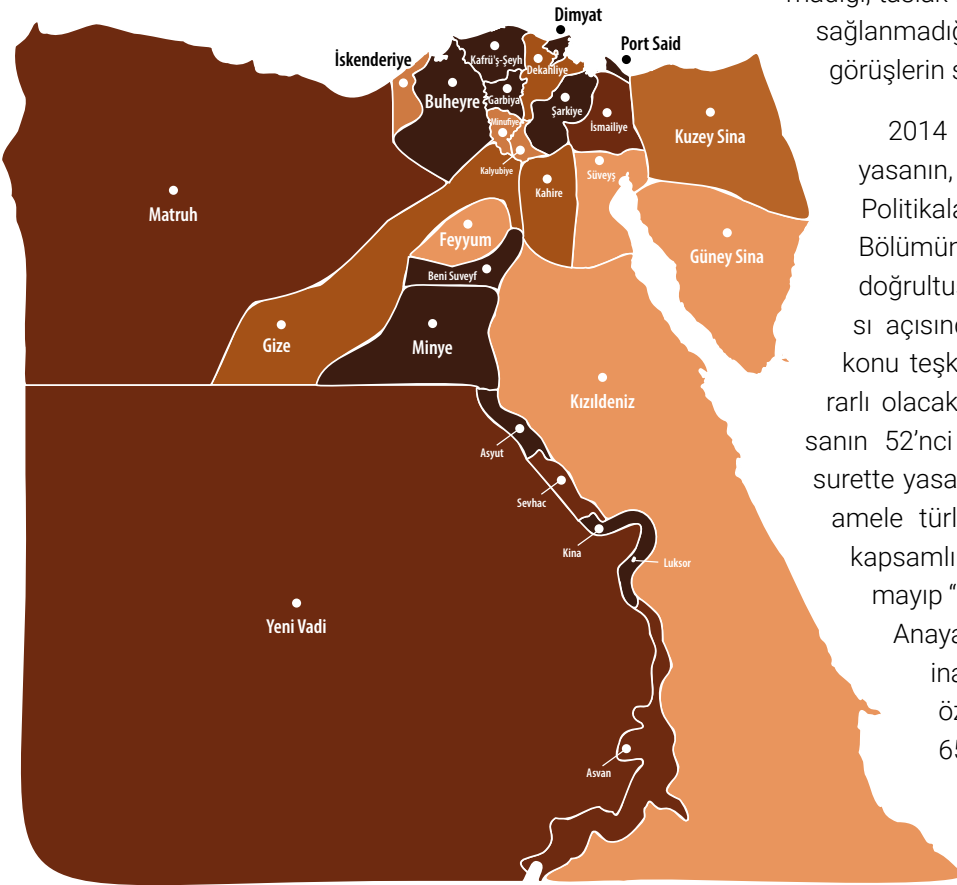 Dimyat
Port Said
İskenderiye
Kafrü'ş-Şeyh
Dekahliye
Buheyre
Garbiya
Şarkiye
Minufiye
İsmailiye
Kuzey Sina
Kalyubiye
Süveyş
Kahire
Matruh
Feyyum
Güney Sina
Beni Suveyf
Gize
Minye
Kızıldeniz
Asyut
Sevhac
Kina
Luksor
Yeni Vadi
Asvan
sağlanmadığ
görüşlerin s
2014
yasanın,
Politikala
Bölümün
doğrultu
sı açısınd
konu teşk
rarlı olacak
sanın 52’nci
surette yasa
amele türl
kapsamlı
mayıp “
Anaya
ina
öz
65